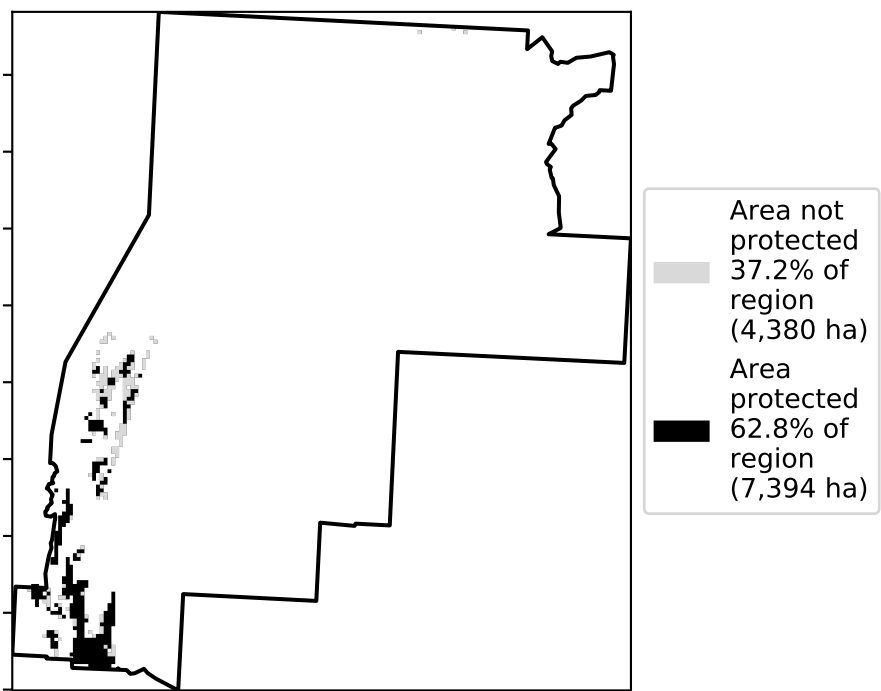 Area not
protected
37.2% of
region
(4,380 ha)
Area
protected
62.8% of
region
(7,394 ha)